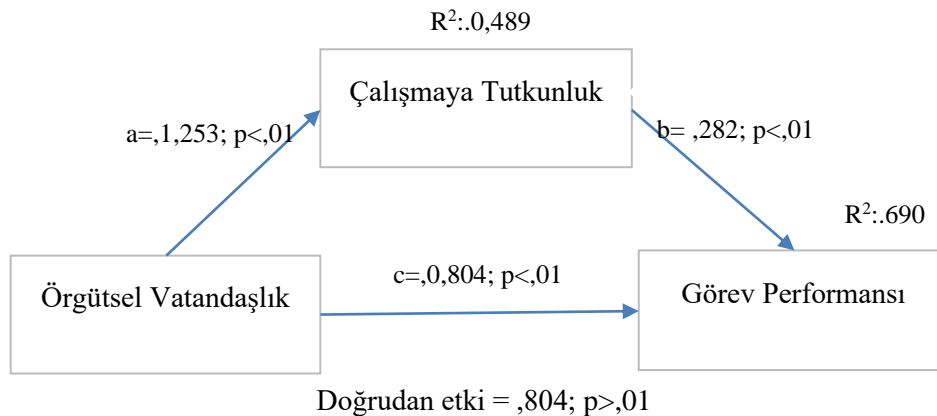 R²:.0,489
Çalışmaya Tutkunluk
a=,1,253; p<,01
b= ,282; p<,01
R²:.690
Örgütsel Vatandaşlık
c=,0,804; p<,01
Görev Performansı
Doğrudan etki = ,804; p>,01